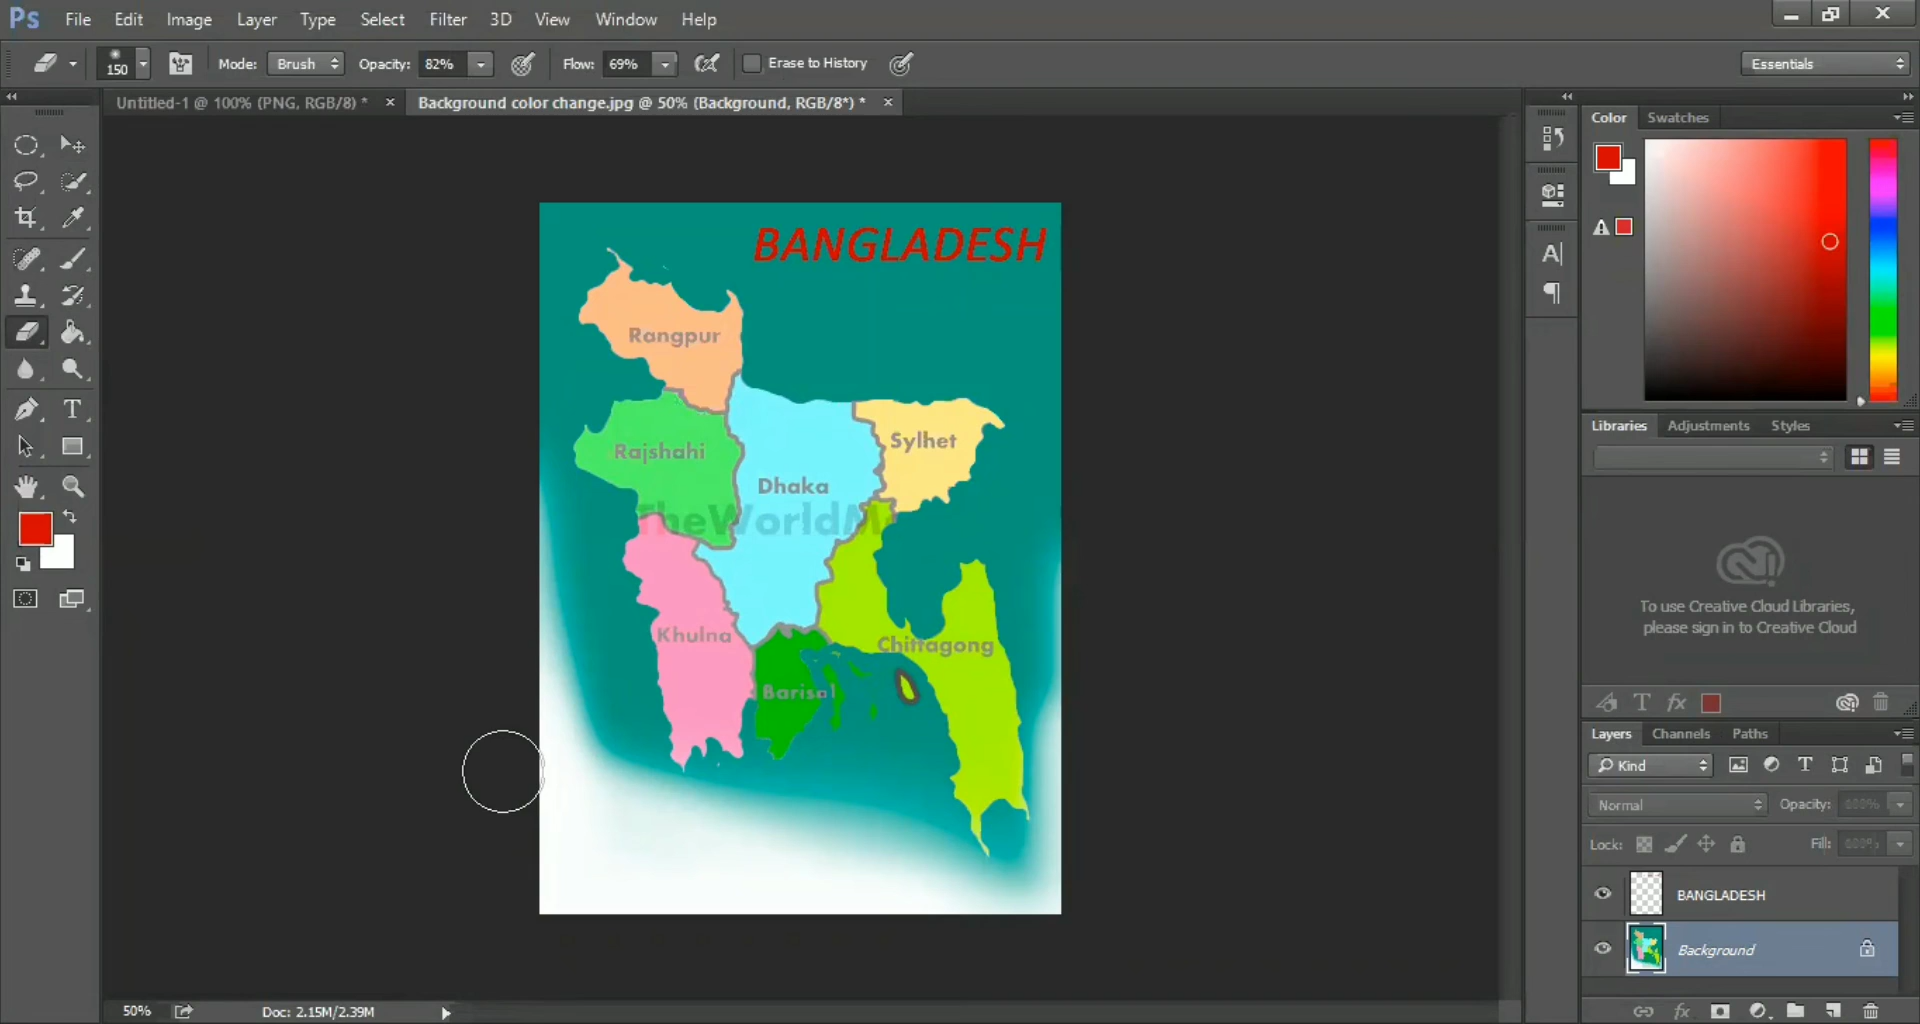 Ps File Edit Image Layer Type Select Filter 3D View Window Help
150 Mode: Brush Opacity: 82% Flow: 69% Erase to History Essentials
Untitled-1 @ 100% (PNG, RGB/8) * × Background color change.jpg @ 50% (Background, RGB/8*) * ×
Color Swatches
BANGLADESH
Rangpur
Rajshahi
Sylhet
Dhaka
TheWorldM
Khulna
Chittagong
Barisal
Libraries Adjustments Styles
To use Creative Cloud Libraries,
please sign in to Creative Cloud
Layers Channels Paths
Kind
Normal Opacity: 100%
Lock: Fill: 100%
BANGLADESH
Background
50% Doc: 2.15M/2.39M